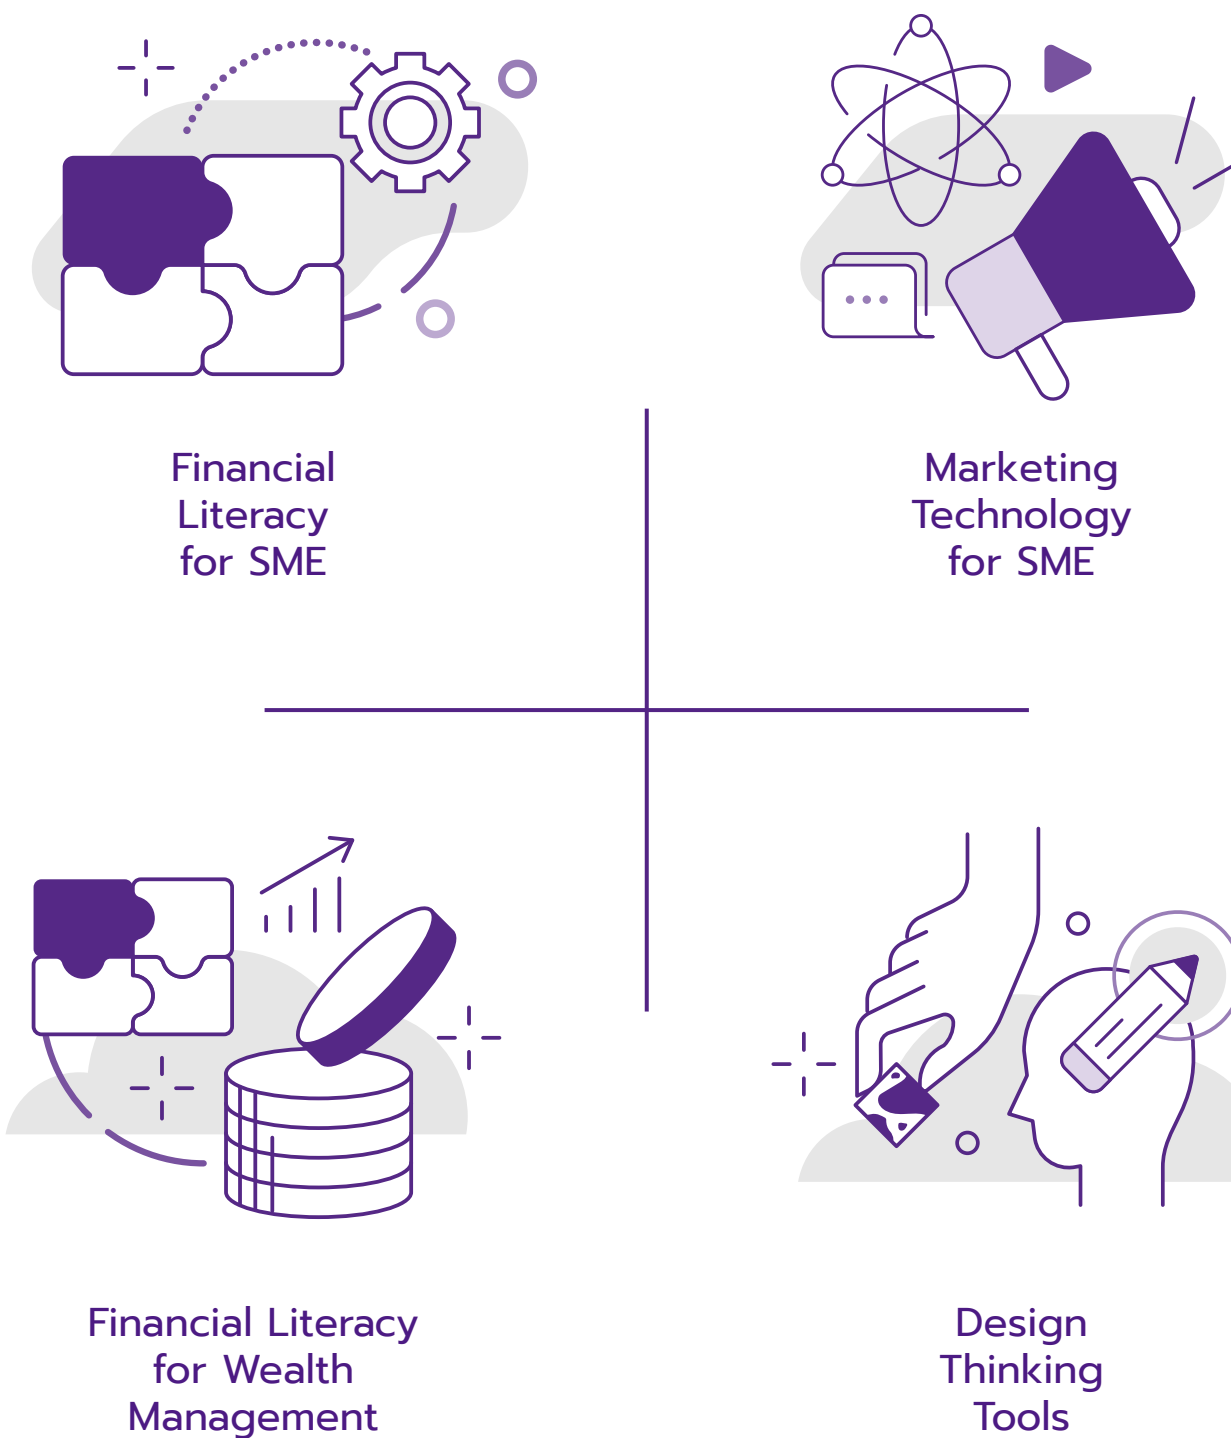 Financial
Literacy
for SME
Marketing
Technology
for SME
Financial Literacy
for Wealth
Management
Design
Thinking
Tools